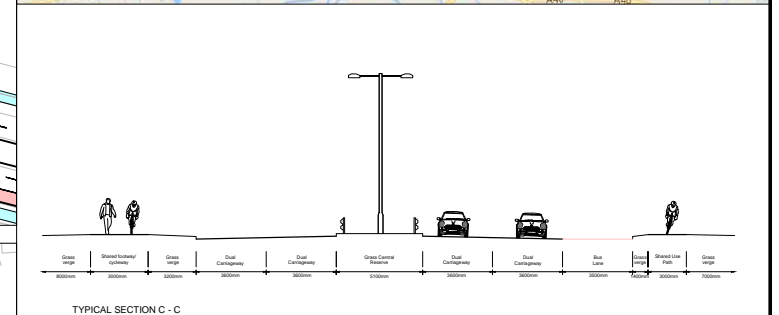 A40 A40
Grass verge
Shared footway/ cycleway
Grass verge
Dual Carriageway
Dual Carriageway
Grass Central Reserve
Dual Carriageway
Dual Carriageway
Bus Lane
Grass verge
Shared Use Path
Grass verge
8000mm 3000mm 3200mm 3600mm 3600mm 5100mm 3600mm 3600mm 3500mm 1400mm 3000mm 7000mm
TYPICAL SECTION C - C